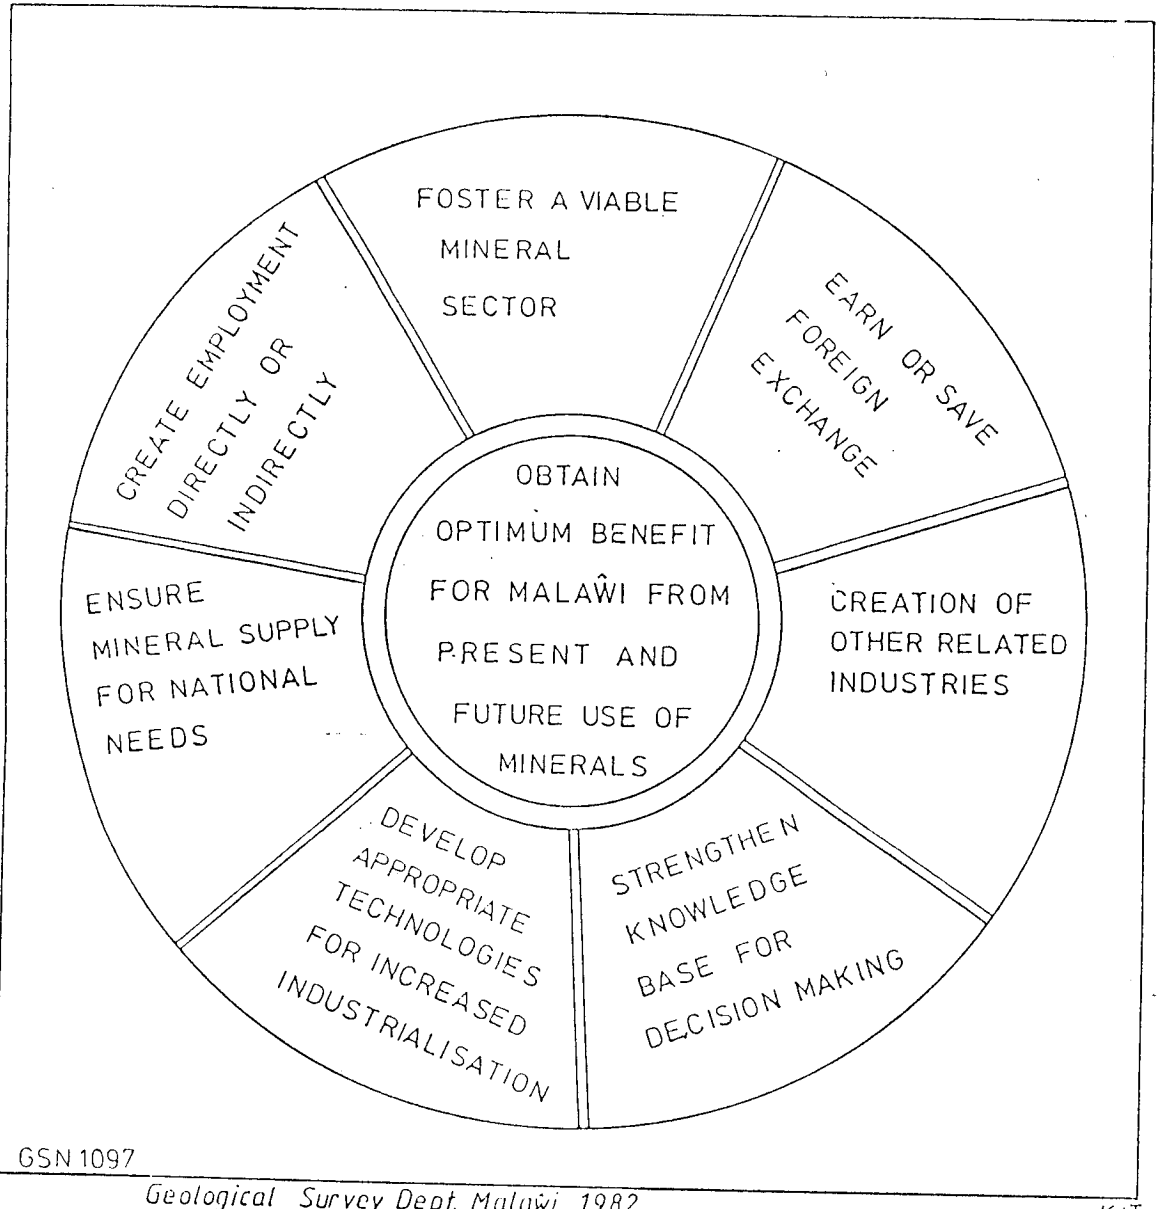 FOSTER A VIABLE
MINERAL
SECTOR
EARN OR SAVE
FOREIGN
EXCHANGE
CREATION OF
OTHER RELATED
INDUSTRIES
STRENGTHEN
KNOWLEDGE
BASE FOR
DECISION MAKING
DEVELOP
APPROPRIATE
TECHNOLOGIES
FOR INCREASED
INDUSTRIALISATION
ENSURE
MINERAL SUPPLY
FOR NATIONAL
NEEDS
CREATE EMPLOYMENT
DIRECTLY OR
INDIRECTLY
OBTAIN
OPTIMUM BENEFIT
FOR MALAŴI FROM
PRESENT AND
FUTURE USE OF
MINERALS
GSN 1097
Geological Survey Dept. Malaŵi 1982